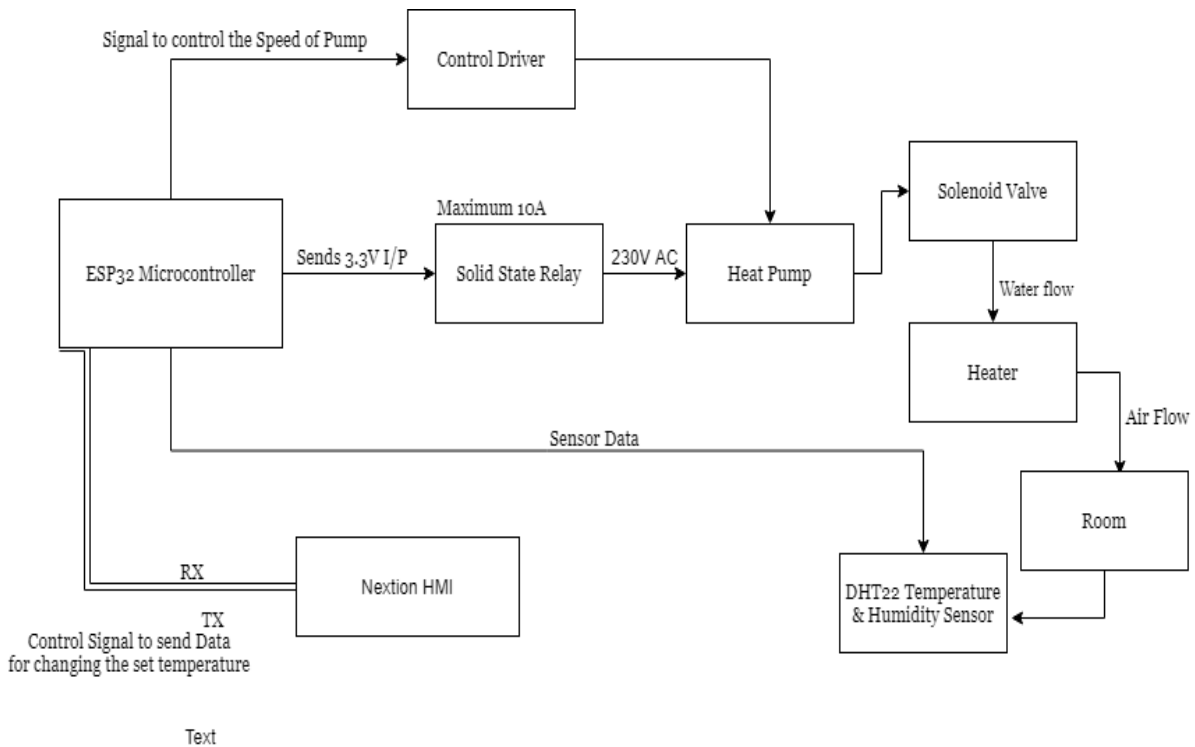 Signal to control the Speed of Pump
Control Driver
Solenoid Valve
Maximum 10A
ESP32 Microcontroller
Sends 3.3V I/P
Solid State Relay
230V AC
Heat Pump
Water flow
Heater
Air Flow
Sensor Data
Room
RX
Nextion HMI
DHT22 Temperature
& Humidity Sensor
TX
Control Signal to send Data
for changing the set temperature
Text